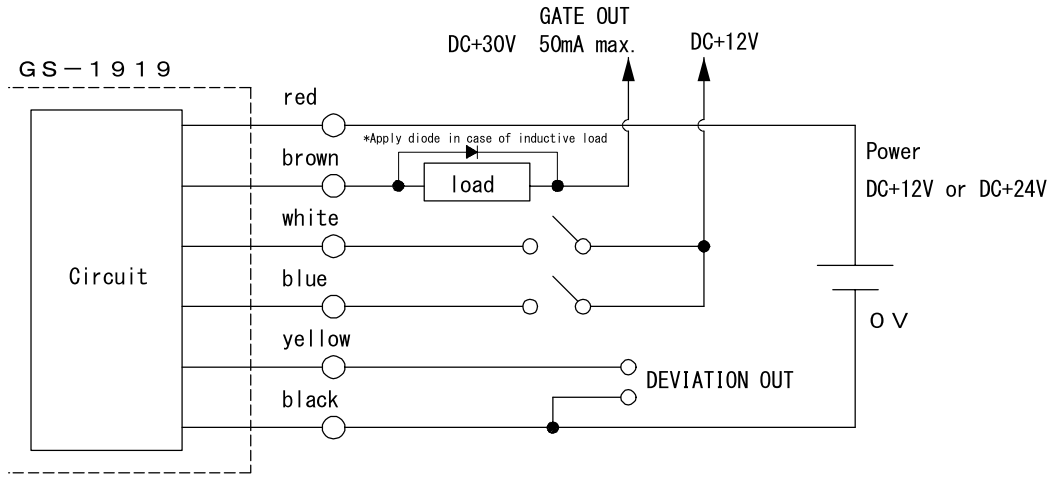 GATE OUT
DC+30V 50mA max.
DC+12V
GS-1919
red
*Apply diode in case of inductive load
brown
load
Power
DC+12V or DC+24V
white
Circuit
blue
0V
yellow
DEVIATION OUT
black